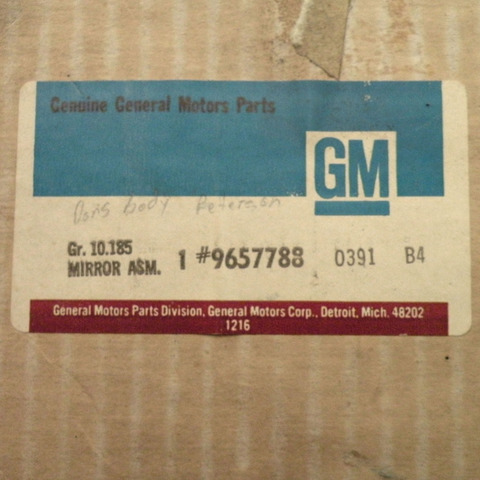 Genuine General Motors Parts
GM
body Peterson
Gr. 10.185
MIRROR ASM. 1 #9657788 0391 B4
General Motors Parts Division, General Motors Corp., Detroit, Mich. 48202
1216